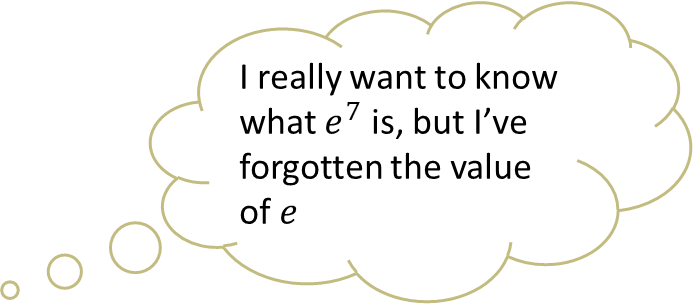 I really want to know
what e⁷ is, but I’ve
forgotten the value
of e